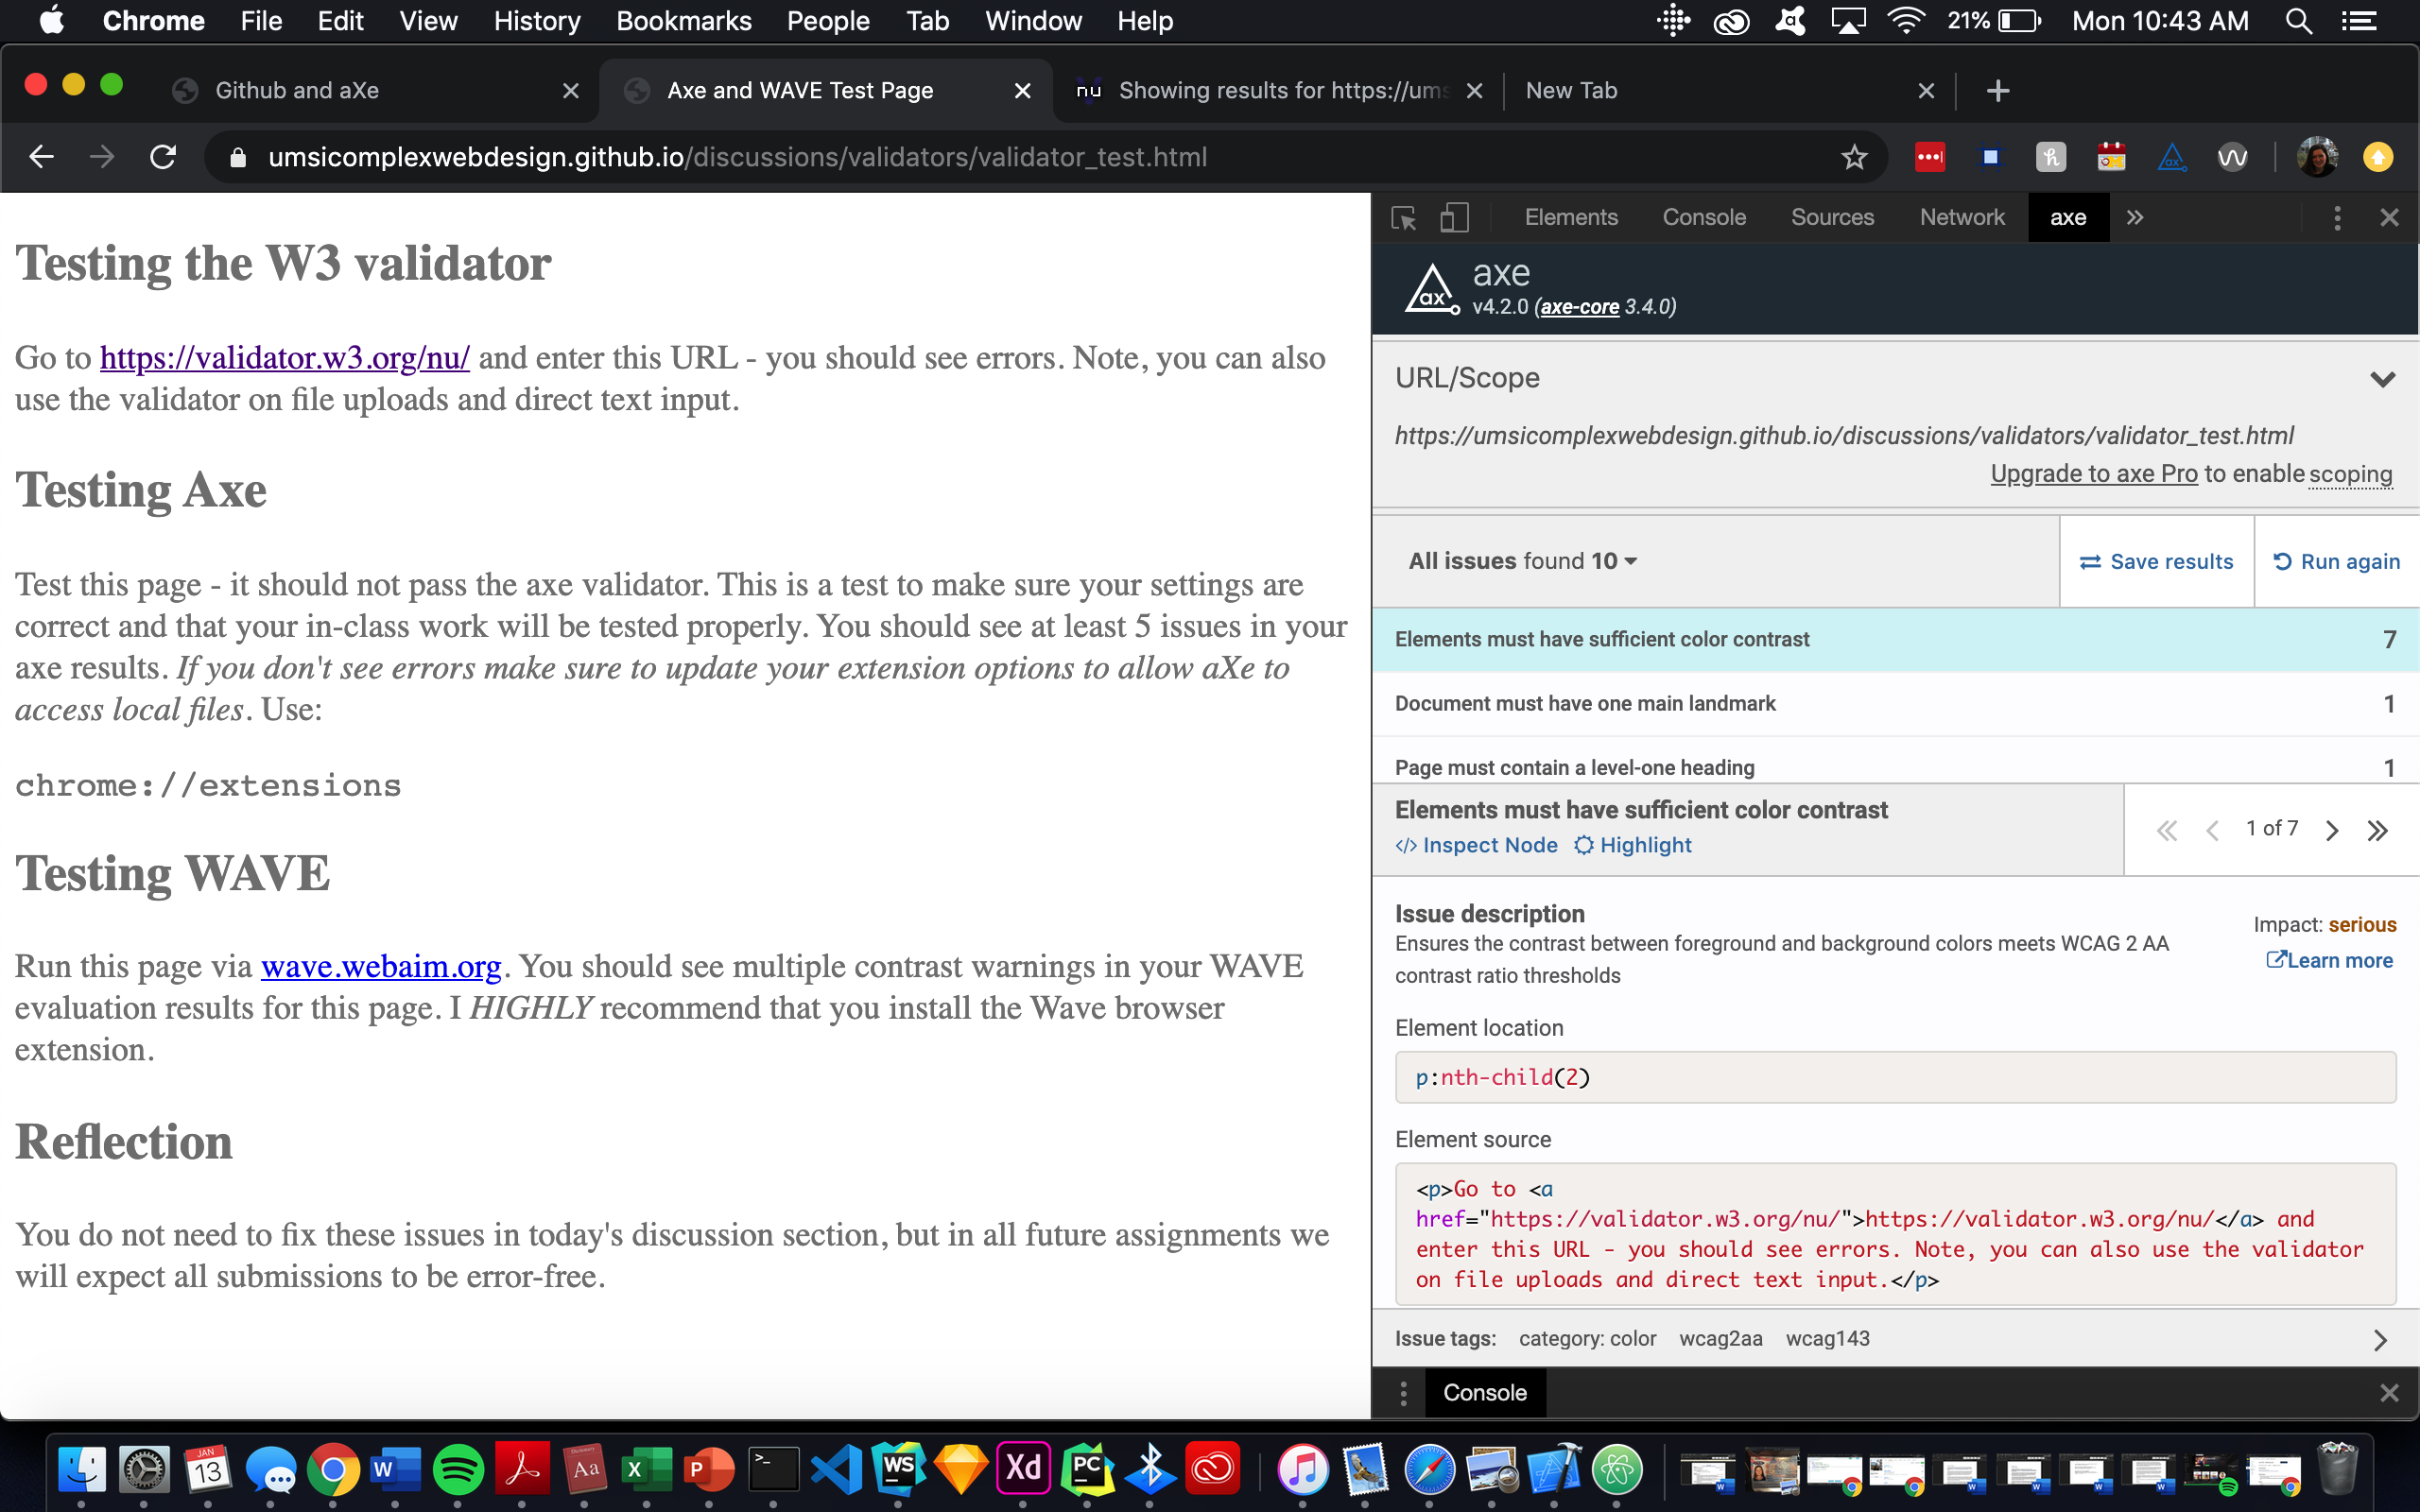 Chrome File Edit View History Bookmarks People Tab Window Help 21% Mon 10:43 AM
Github and aXe
Axe and WAVE Test Page
nu Showing results for https://ums
New Tab
umsicomplexwebdesign.github.io/discussions/validators/validator_test.html
Testing the W3 validator
Go to https://validator.w3.org/nu/ and enter this URL - you should see errors. Note, you can also
use the validator on file uploads and direct text input.
Testing Axe
Test this page - it should not pass the axe validator. This is a test to make sure your settings are
correct and that your in-class work will be tested properly. You should see at least 5 issues in your
axe results. If you don't see errors make sure to update your extension options to allow aXe to
access local files. Use:
chrome://extensions
Testing WAVE
Run this page via wave.webaim.org. You should see multiple contrast warnings in your WAVE
evaluation results for this page. I HIGHLY recommend that you install the Wave browser
extension.
Reflection
You do not need to fix these issues in today's discussion section, but in all future assignments we
will expect all submissions to be error-free.
Elements Console Sources Network axe
ax axe
v4.2.0 (axe-core 3.4.0)
URL/Scope
https://umsicomplexwebdesign.github.io/discussions/validators/validator_test.html
Upgrade to axe Pro to enable scoping
All issues found 10 Save results Run again
Elements must have sufficient color contrast 7
Document must have one main landmark 1
Page must contain a level-one heading 1
Elements must have sufficient color contrast
</> Inspect Node Highlight 1 of 7
Issue description
Impact: serious
Ensures the contrast between foreground and background colors meets WCAG 2 AA
contrast ratio thresholds
Learn more
Element location
p:nth-child(2)
Element source
<p>Go to <a
href="https://validator.w3.org/nu/">https://validator.w3.org/nu/</a> and
enter this URL - you should see errors. Note, you can also use the validator
on file uploads and direct text input.</p>
Issue tags: category: color wcag2aa wcag143
Console
JAN
13
W
Aa
X
P
>_
WS
Xd
PC